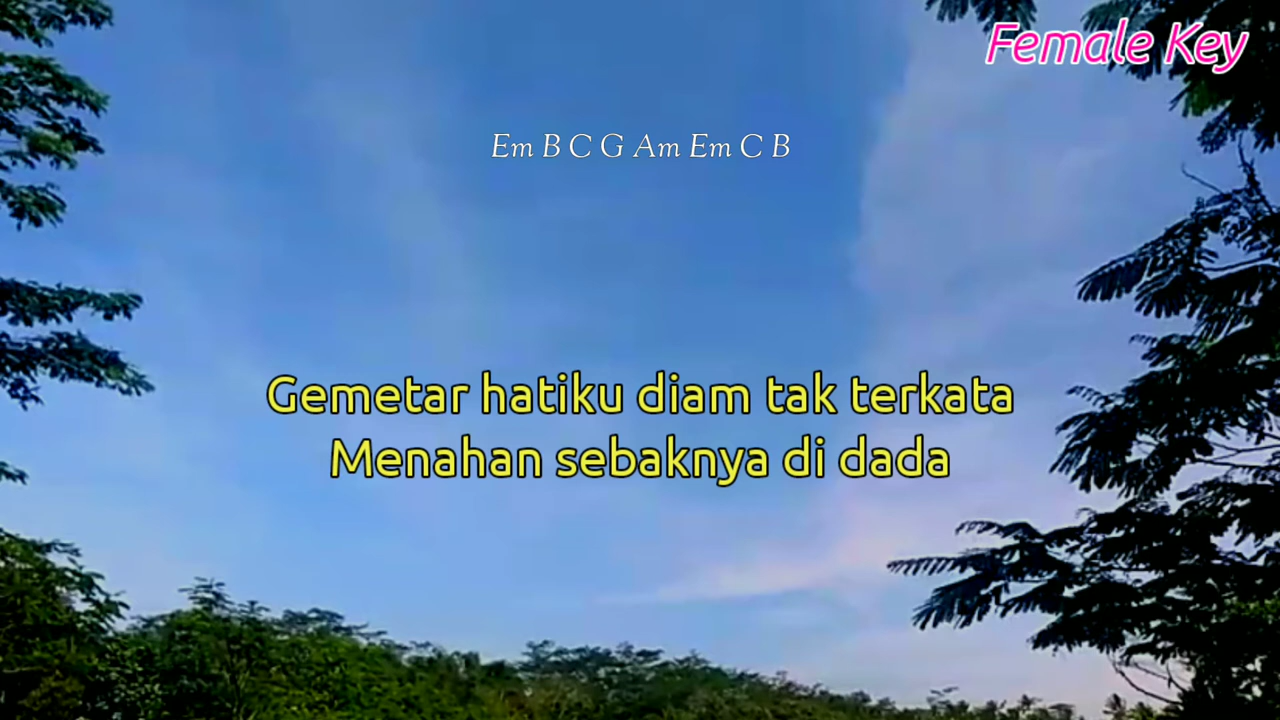 Female Key
Em B C G Am Em C B
Gemetar hatiku diam tak terkata
Menahan sebaknya di dada